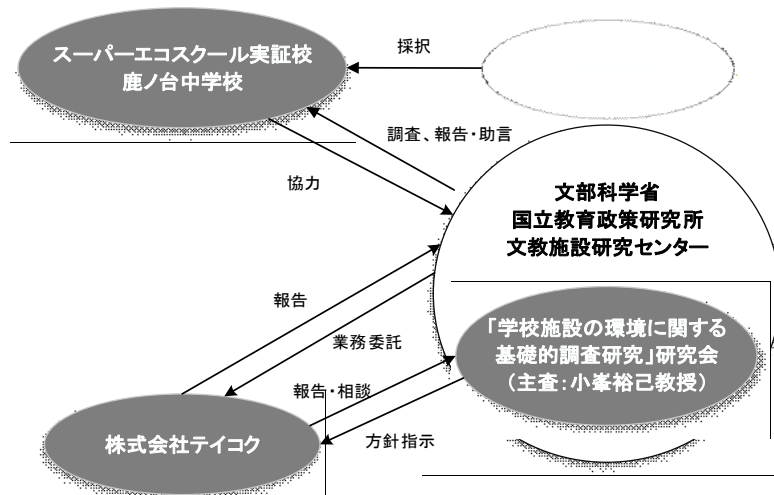 スーパーエコスクール実証校
鹿ノ台中学校
採択
調査、報告・助言
協力
文部科学省
国立教育政策研究所
文教施設研究センター
報告
業務委託
「学校施設の環境に関する
基礎的調査研究」研究会
(主査:小峯裕己教授)
報告・相談
株式会社テイコク
方針指示